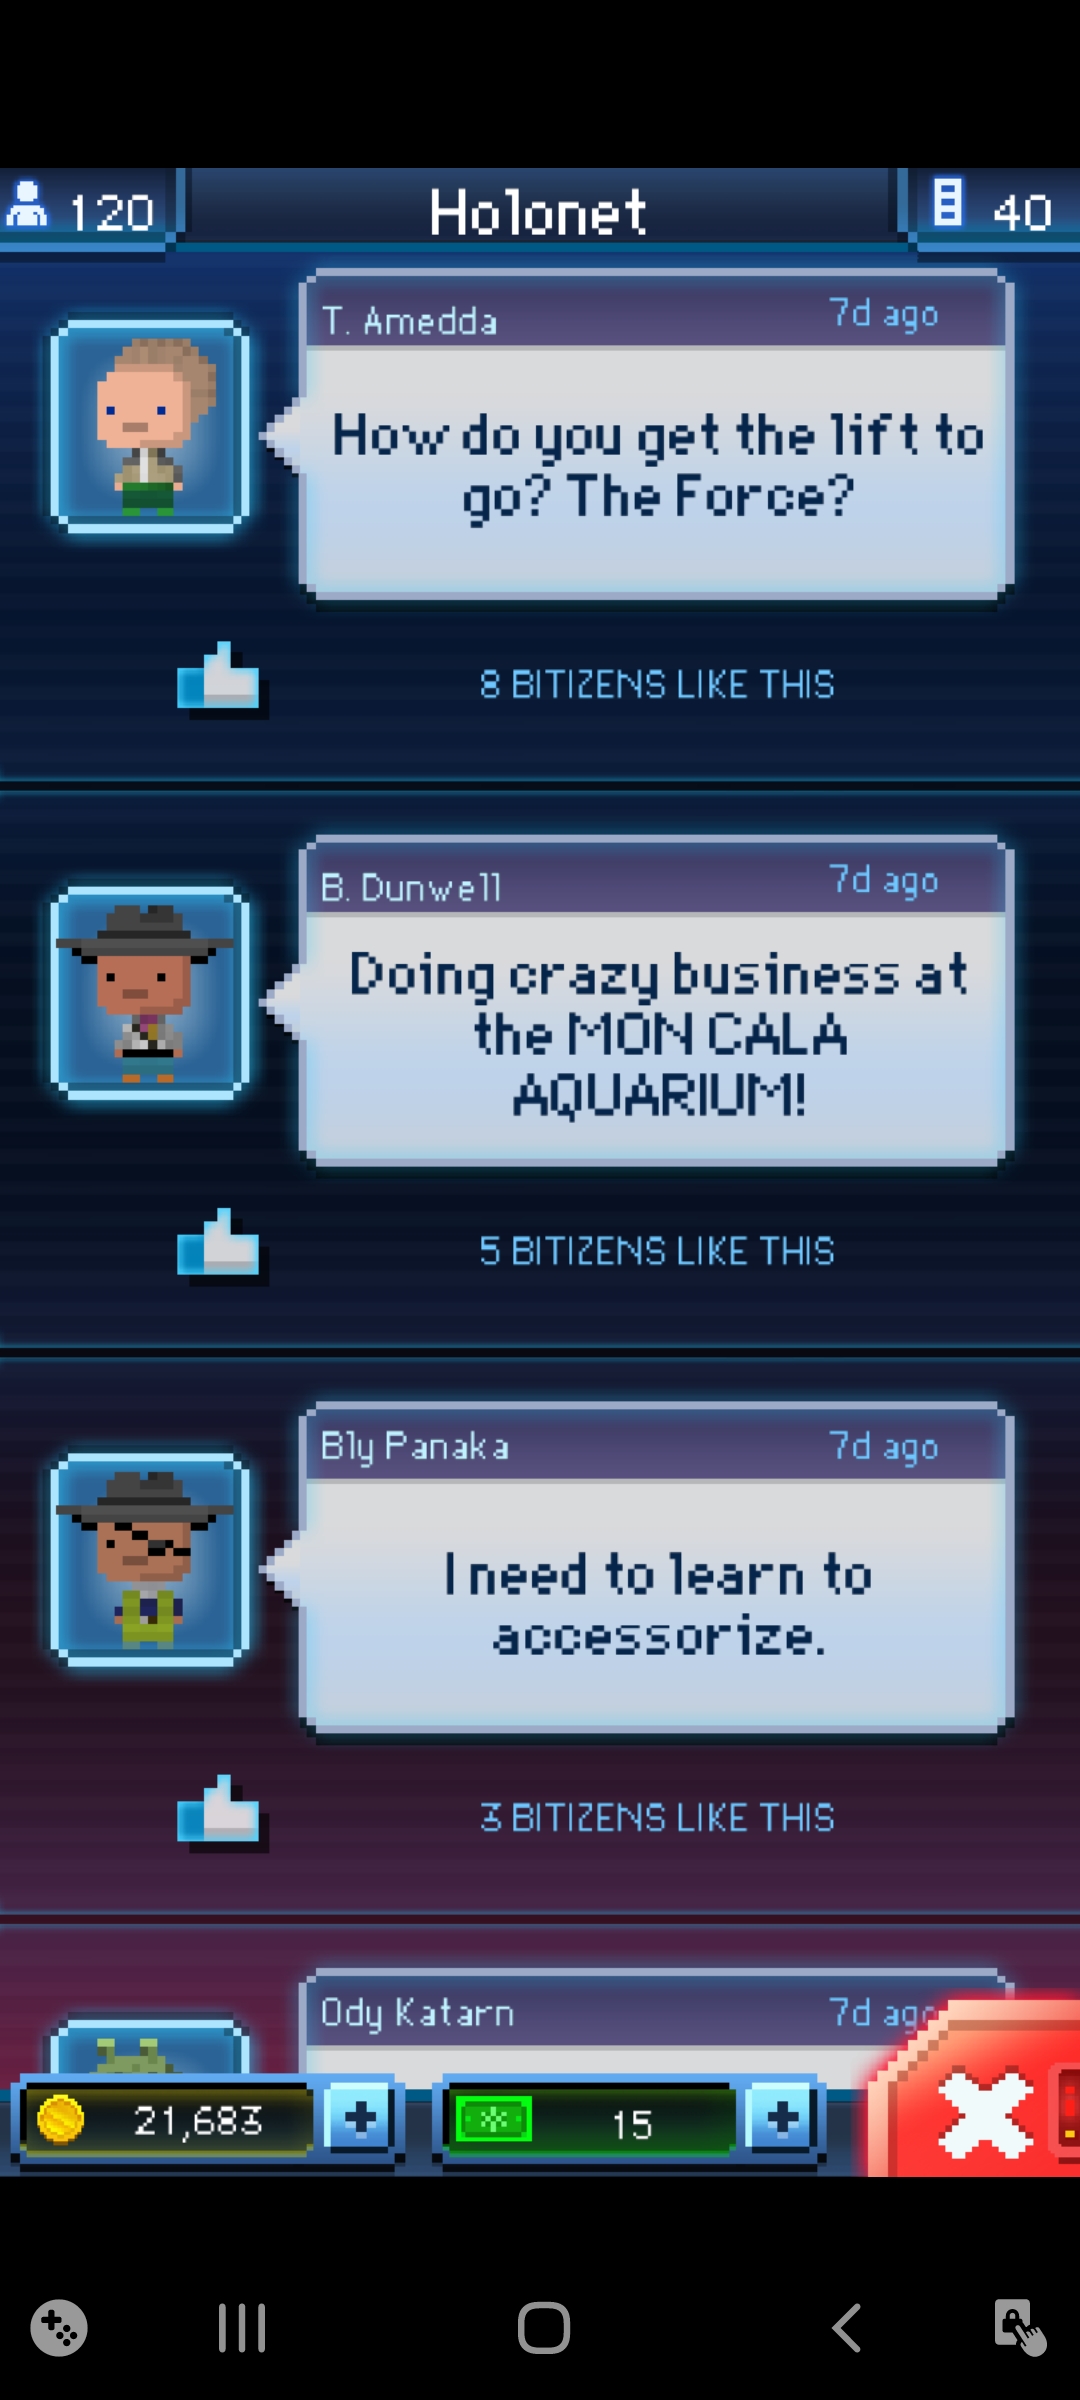 120
Holonet
40
T. Amedda
7d ago
How do you get the lift to
go? The Force?
8 BITIZENS LIKE THIS
B. Dunwell
7d ago
Doing crazy business at
the MON CALA
AQUARIUM!
5 BITIZENS LIKE THIS
Bly Panaka
7d ago
I need to learn to
accessorize.
3 BITIZENS LIKE THIS
Ody Katarn
7d ago
21,683
15